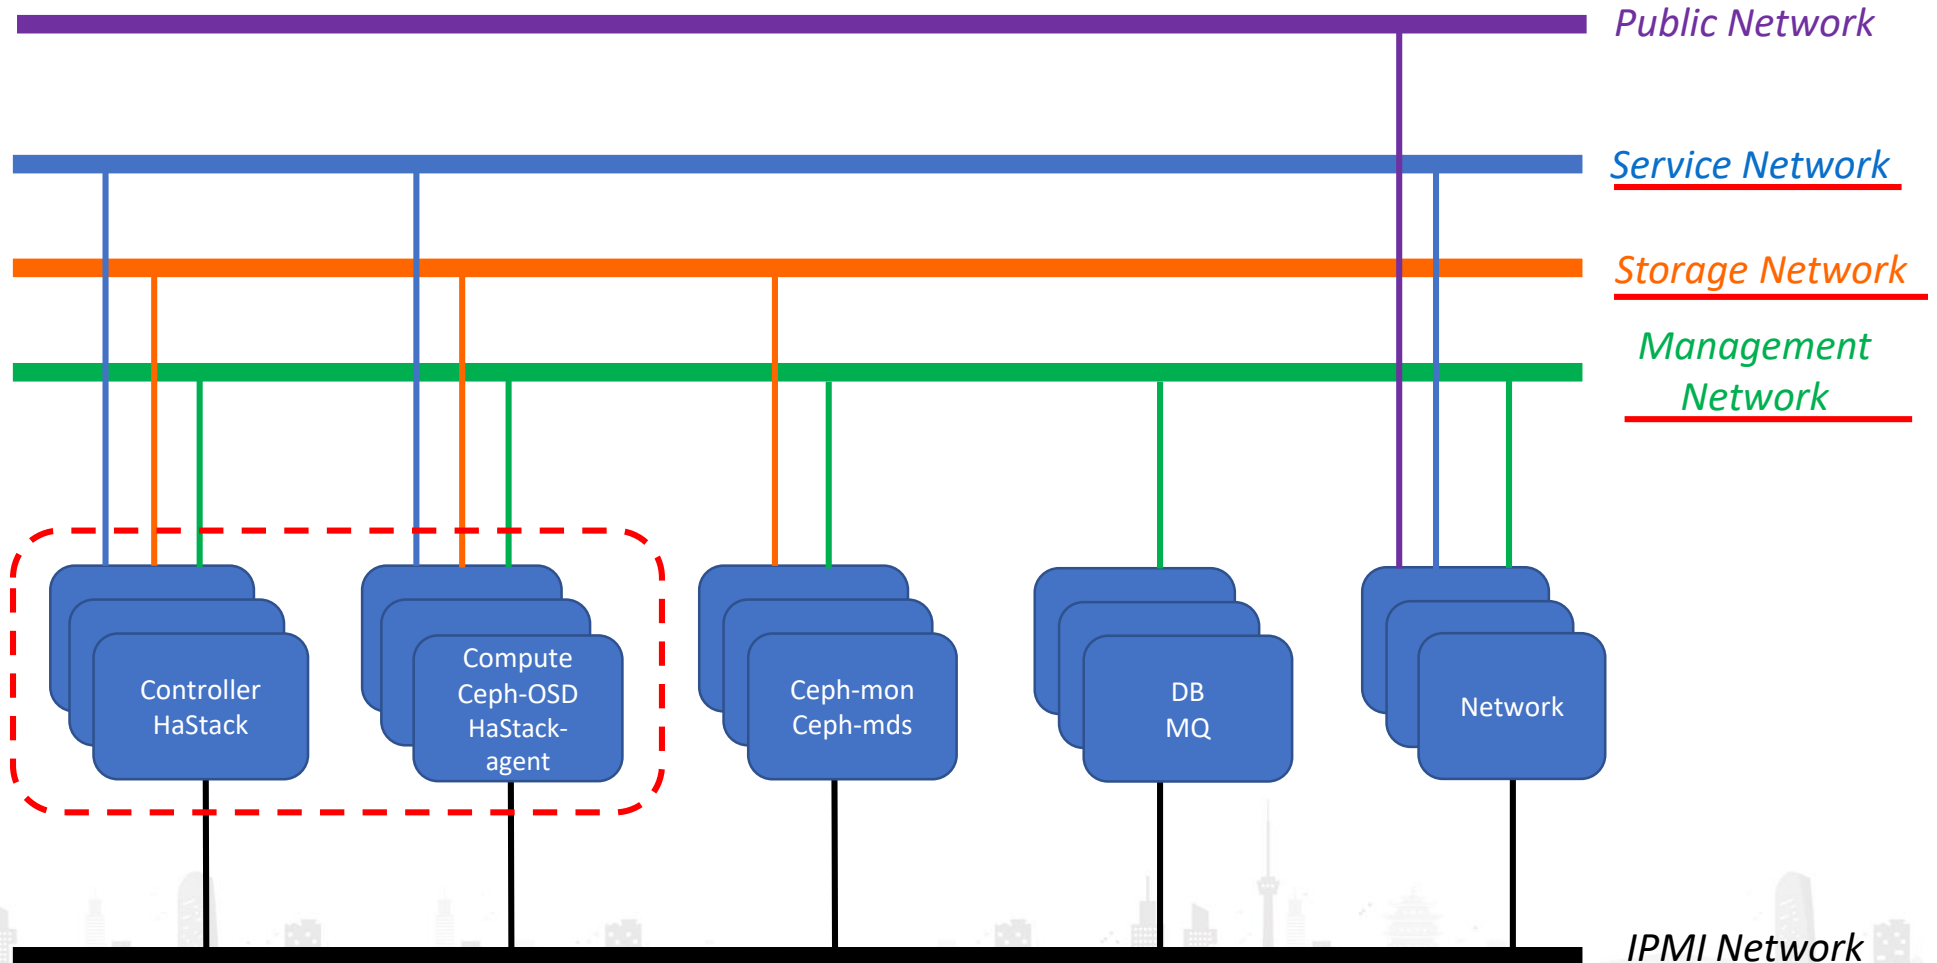 Public Network
Service Network
Storage Network
Management
Network
Controller
HaStack
Compute
Ceph-OSD
HaStack-
agent
Ceph-mon
Ceph-mds
DB
MQ
Network
IPMI Network